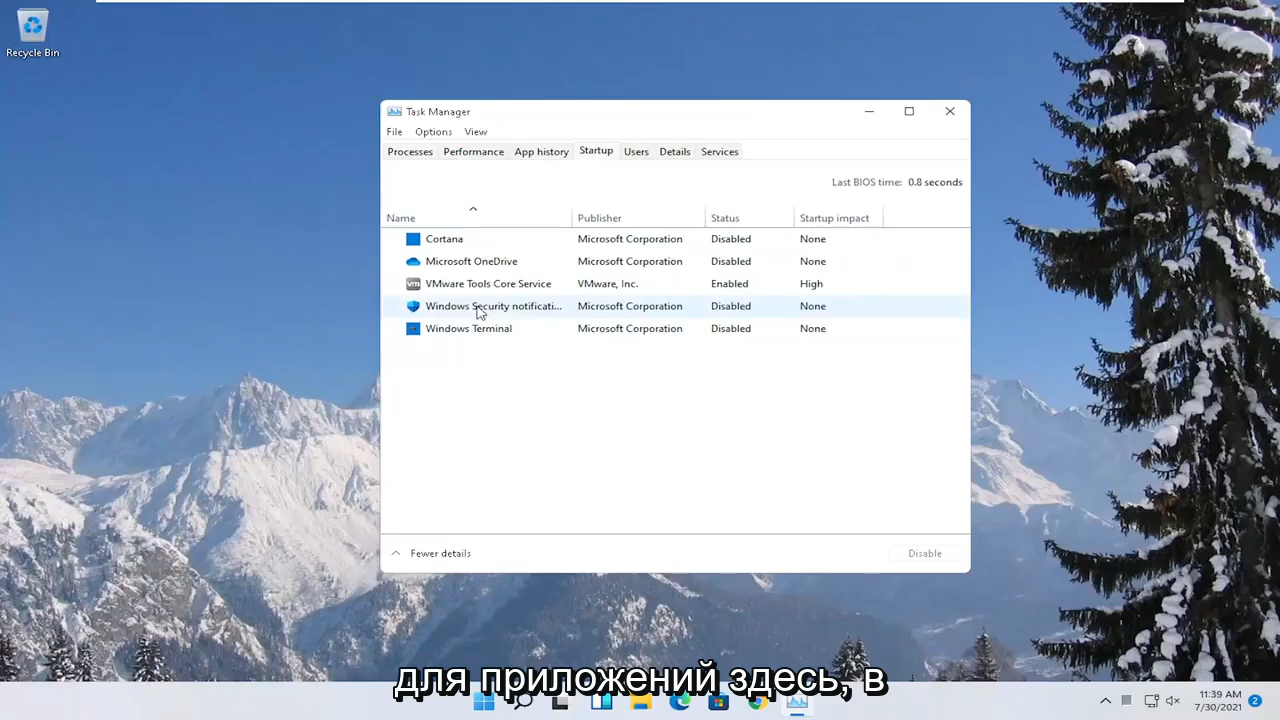 Recycle Bin
Task Manager
File Options View
Processes Performance App history Startup Users Details Services
Last BIOS time: 0.8 seconds
Name Publisher Status Startup impact
Cortana Microsoft Corporation Disabled None
Microsoft OneDrive Microsoft Corporation Disabled None
vm VMware Tools Core Service VMware, Inc. Enabled High
Windows Security notificati... Microsoft Corporation Disabled None
Windows Terminal Microsoft Corporation Disabled None
Fewer details Disable
для приложений здесь, в
11:39 AM
7/30/2021
2